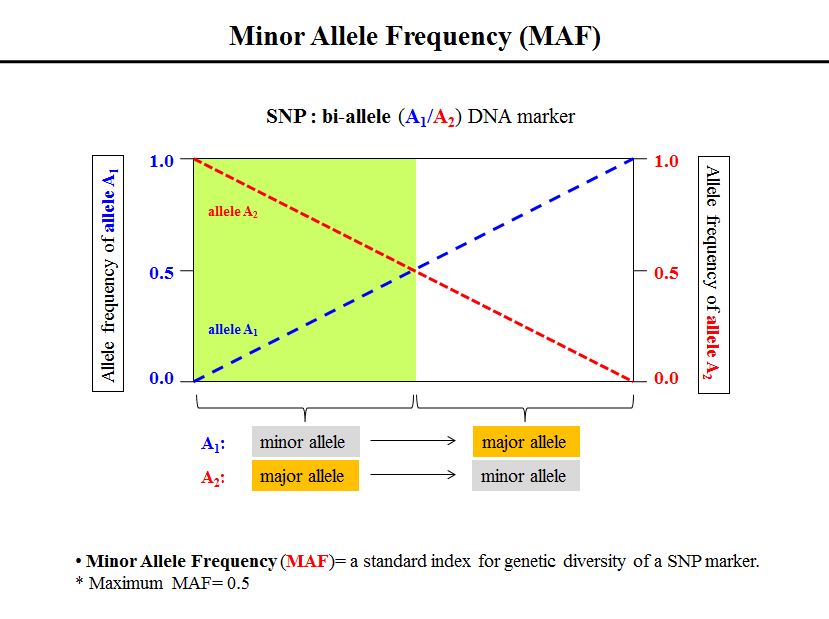 Minor Allele Frequency (MAF)
SNP : bi-allele (A₁/A₂) DNA marker
Allele frequency of allele A₁
1.0
0.5
0.0
allele A₂
allele A₁
1.0
0.5
0.0
Allele frequency of allele A₂
A₁: minor allele major allele
A₂: major allele minor allele
• Minor Allele Frequency (MAF)= a standard index for genetic diversity of a SNP marker.
* Maximum MAF= 0.5